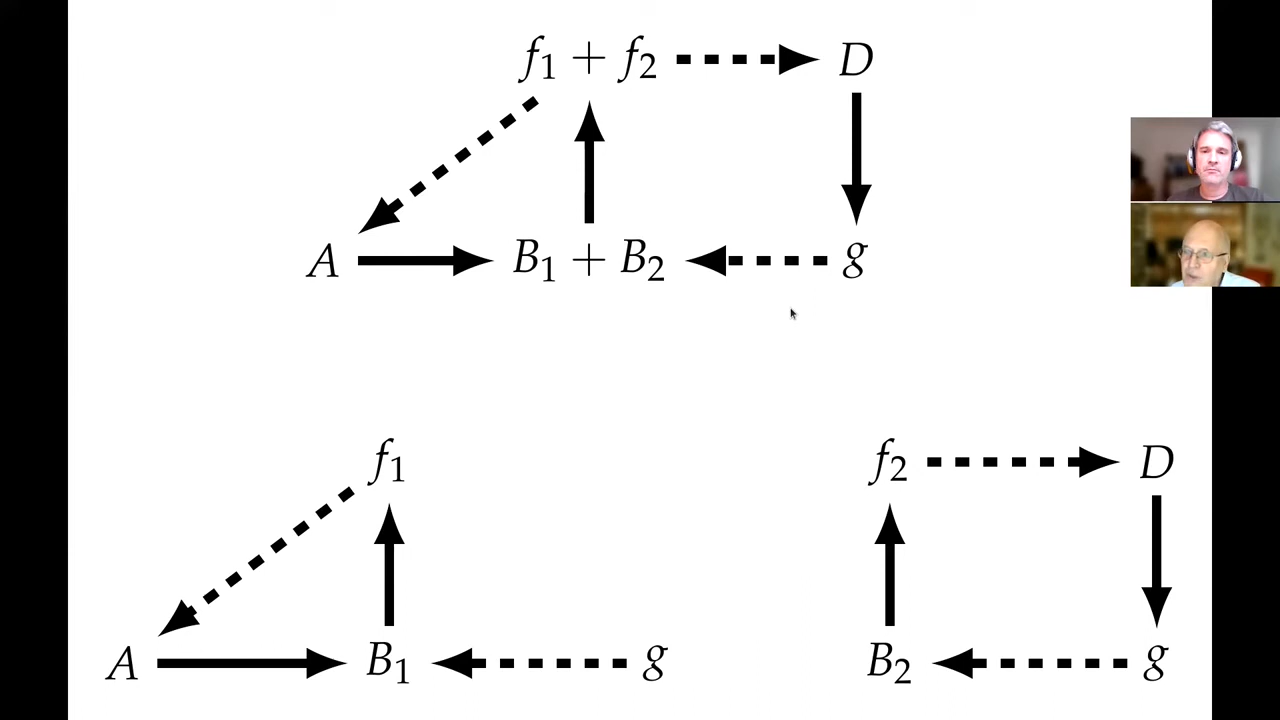 f₁ + f₂ D
A B₁ + B₂ g
f₁ f₂ D
A B₁ g B₂ g